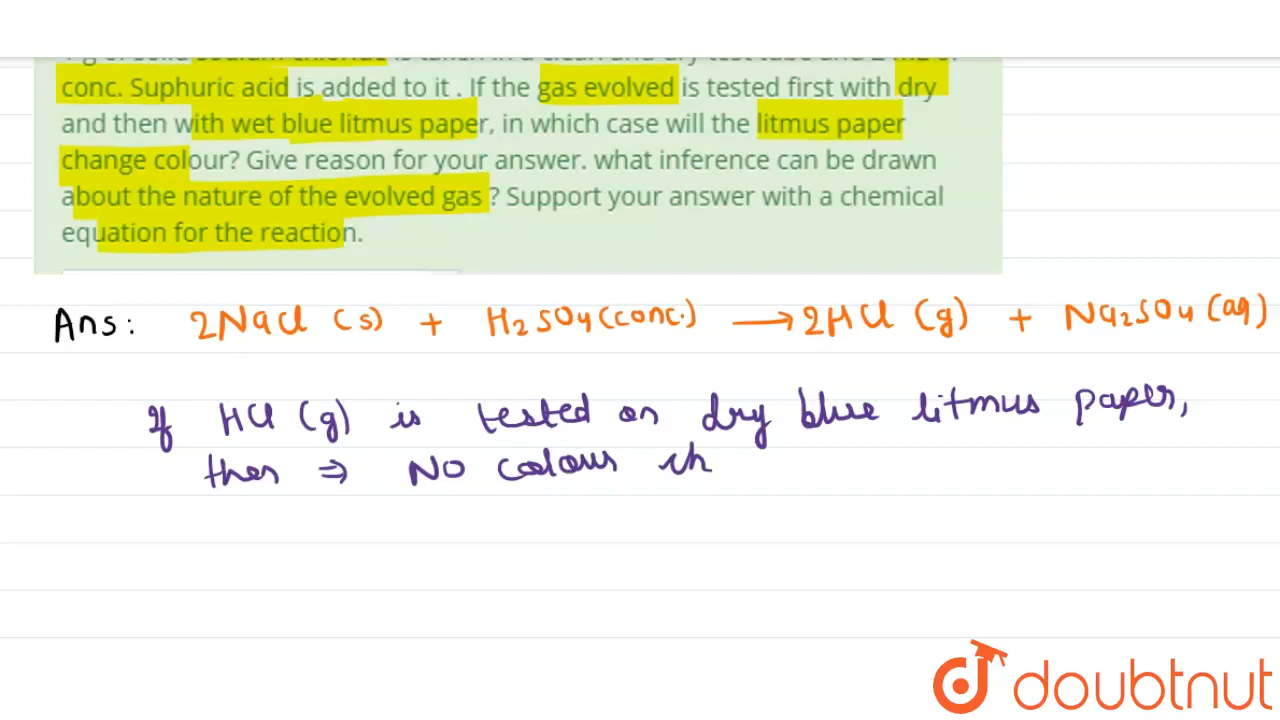 conc. Suphuric acid is added to it . If the gas evolved is tested first with dry
and then with wet blue litmus paper, in which case will the litmus paper
change colour? Give reason for your answer. what inference can be drawn
about the nature of the evolved gas ? Support your answer with a chemical
equation for the reaction.
Ans: 2NaCl (s) + H2SO4(conc.) → 2HCl (g) + Na2SO4(aq)
If HCl (g) is tested on dry blue litmus paper,
then ⇒ NO colour ch
doubtnut